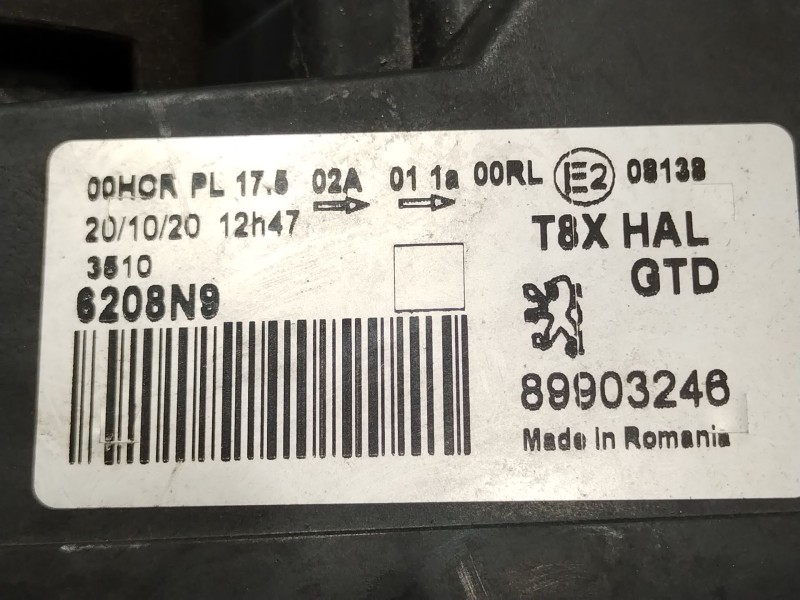 00HCR PL 17.5 02A 01 1a 00RL E2 08138
20/10/20 12h47
T8X HAL
3510
GTD
6208N9
89903246
Made in Romania